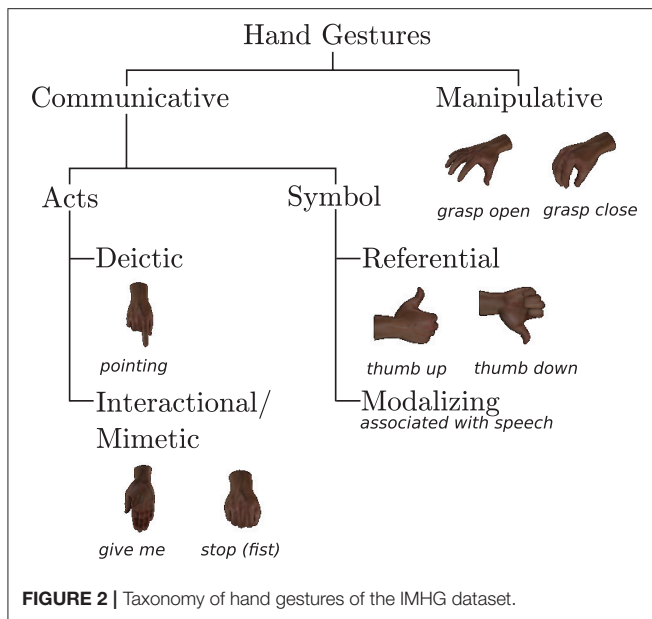 Hand Gestures
Communicative
Manipulative
grasp open
grasp close
Acts
Symbol
Deictic
pointing
Referential
thumb up
thumb down
Interactional/
Mimetic
give me
stop (fist)
Modalizing
associated with speech
FIGURE 2 | Taxonomy of hand gestures of the IMHG dataset.